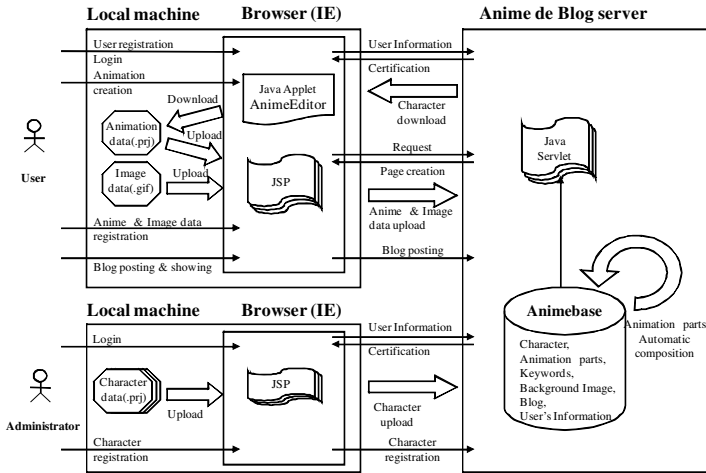 Local machine
Browser (IE)
Anime de Blog server
User registration
Login
Animation
creation
Download
Java Applet
AnimeEditor
User Information
Certification
Character
download
Animation
data(.prj)
Upload
Image
data(.gif)
Upload
JSP
Request
Page creation
Anime & Image
data upload
Java
Servlet
User
Anime & Image data
registration
Blog posting & showing
Blog posting
Local machine
Browser (IE)
Login
User Information
Certification
Character
data(.prj)
Upload
JSP
Character
upload
Administrator
Character
registration
Character
registration
Animebase
Character,
Animation parts,
Keywords,
Background Image,
Blog,
User's Information
Animation parts
Automatic
composition